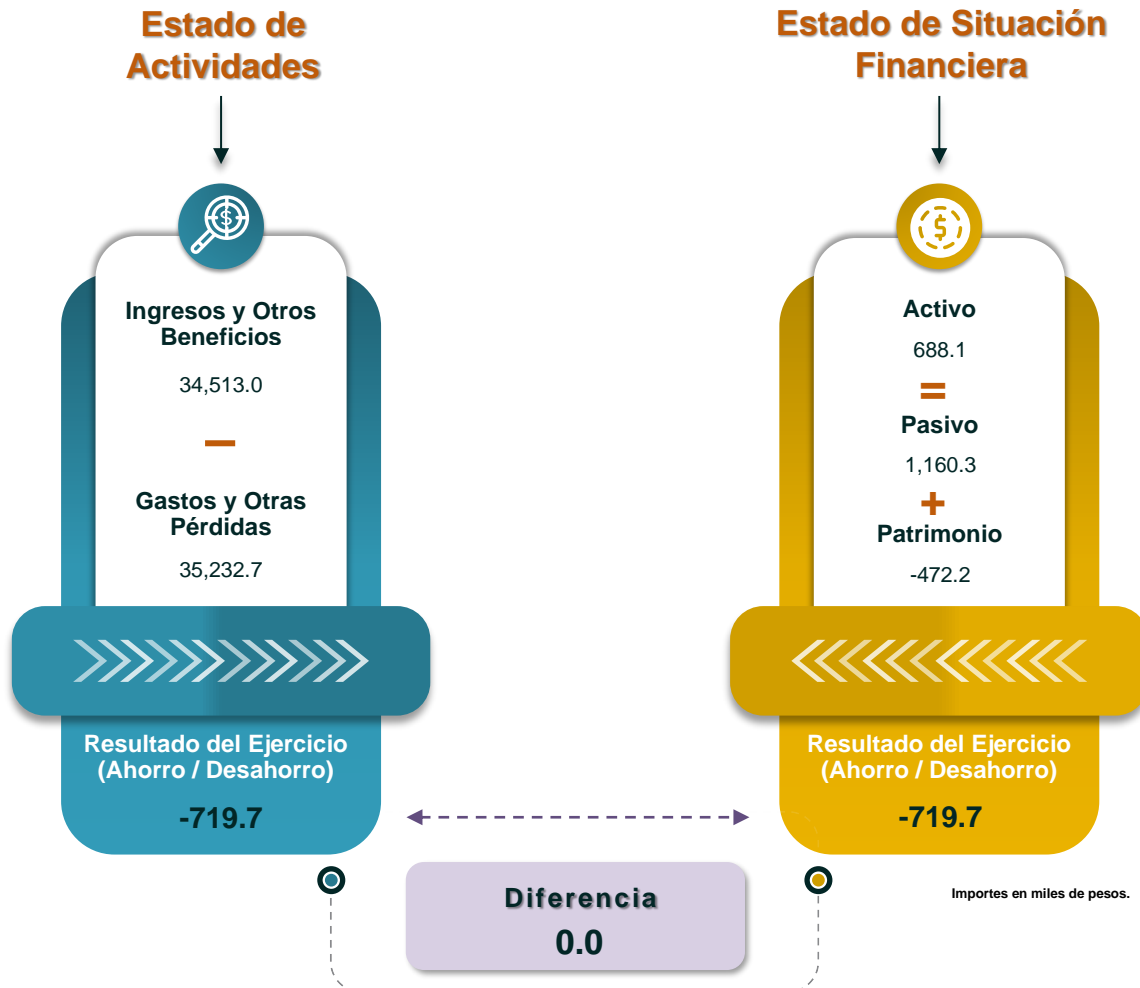 Estado de
Actividades
Ingresos y Otros
Beneficios
34,513.0
−
Gastos y Otras
Pérdidas
35,232.7
Resultado del Ejercicio
(Ahorro / Desahorro)
-719.7
Estado de Situación
Financiera
$
Activo
688.1
=
Pasivo
1,160.3
+
Patrimonio
-472.2
Resultado del Ejercicio
(Ahorro / Desahorro)
-719.7
Diferencia
0.0
Importes en miles de pesos.